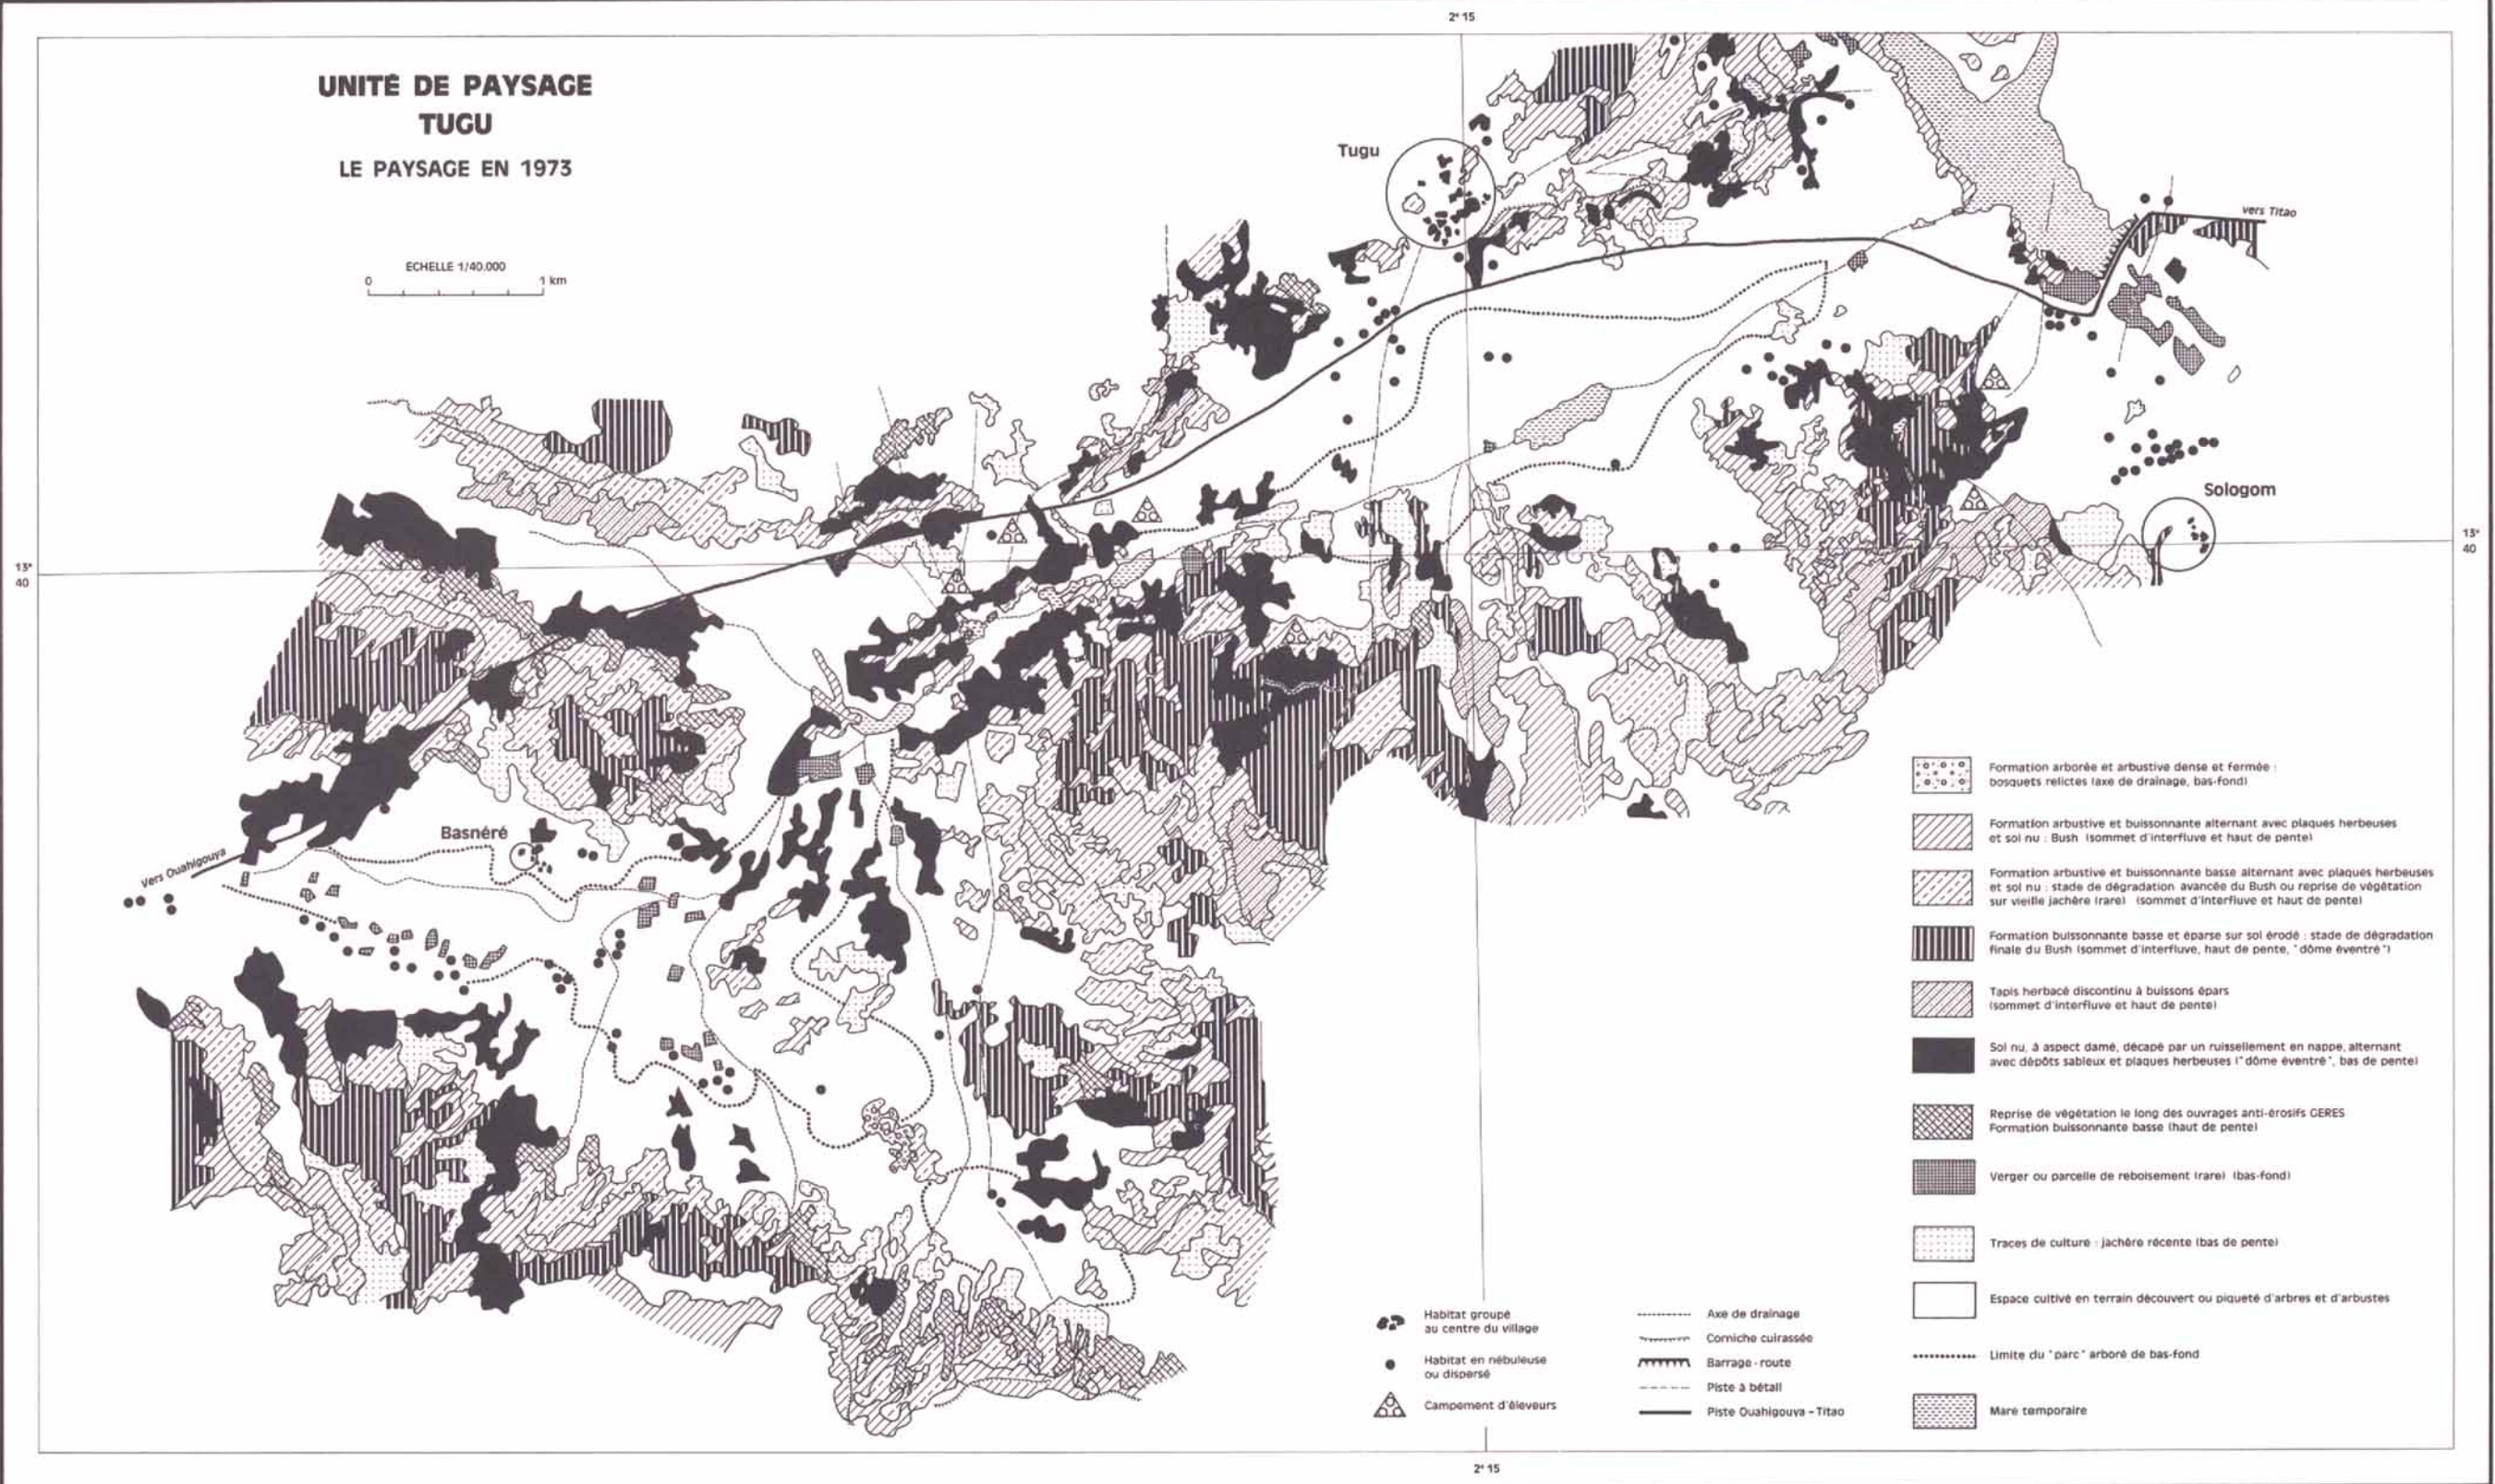 2° 15
UNITÉ DE PAYSAGE
TUGU
LE PAYSAGE EN 1973
ECHELLE 1/40.000
0 1 km
Tugu
vers Titao
Sologom
13°
40
13°
40
Basnéré
Vers Ouahigouya
Formation arborée et arbustive dense et fermée :
bosquets relictes (axe de drainage, bas-fond)
Formation arbustive et buissonnante alternant avec plaques herbeuses
et sol nu : Bush (sommet d'interfluve et haut de pente)
Formation arbustive et buissonnante basse alternant avec plaques herbeuses
et sol nu : stade de dégradation avancée du Bush ou reprise de végétation
sur vieille jachère (rare) (sommet d'interfluve et haut de pente)
Formation buissonnante basse et éparse sur sol érodé : stade de dégradation
finale du Bush (sommet d'interfluve, haut de pente, "dôme éventré")
Tapis herbacé discontinu à buissons épars
(sommet d'interfluve et haut de pente)
Sol nu, à aspect damé, décapé par un ruissellement en nappe, alternant
avec dépôts sableux et plaques herbeuses ("dôme éventré", bas de pente)
Reprise de végétation le long des ouvrages anti-érosifs GERES
Formation buissonnante basse (haut de pente)
Verger ou parcelle de reboisement (rare) (bas-fond)
Traces de culture : jachère récente (bas de pente)
Espace cultivé en terrain découvert ou piqueté d'arbres et d'arbustes
Limite du "parc" arboré de bas-fond
Mare temporaire
Habitat groupé
au centre du village
Habitat en nébuleuse
ou dispersé
Campement d'éleveurs
Axe de drainage
Corniche cuirassée
Barrage - route
Piste à bétail
Piste Ouahigouya - Titao
2° 15